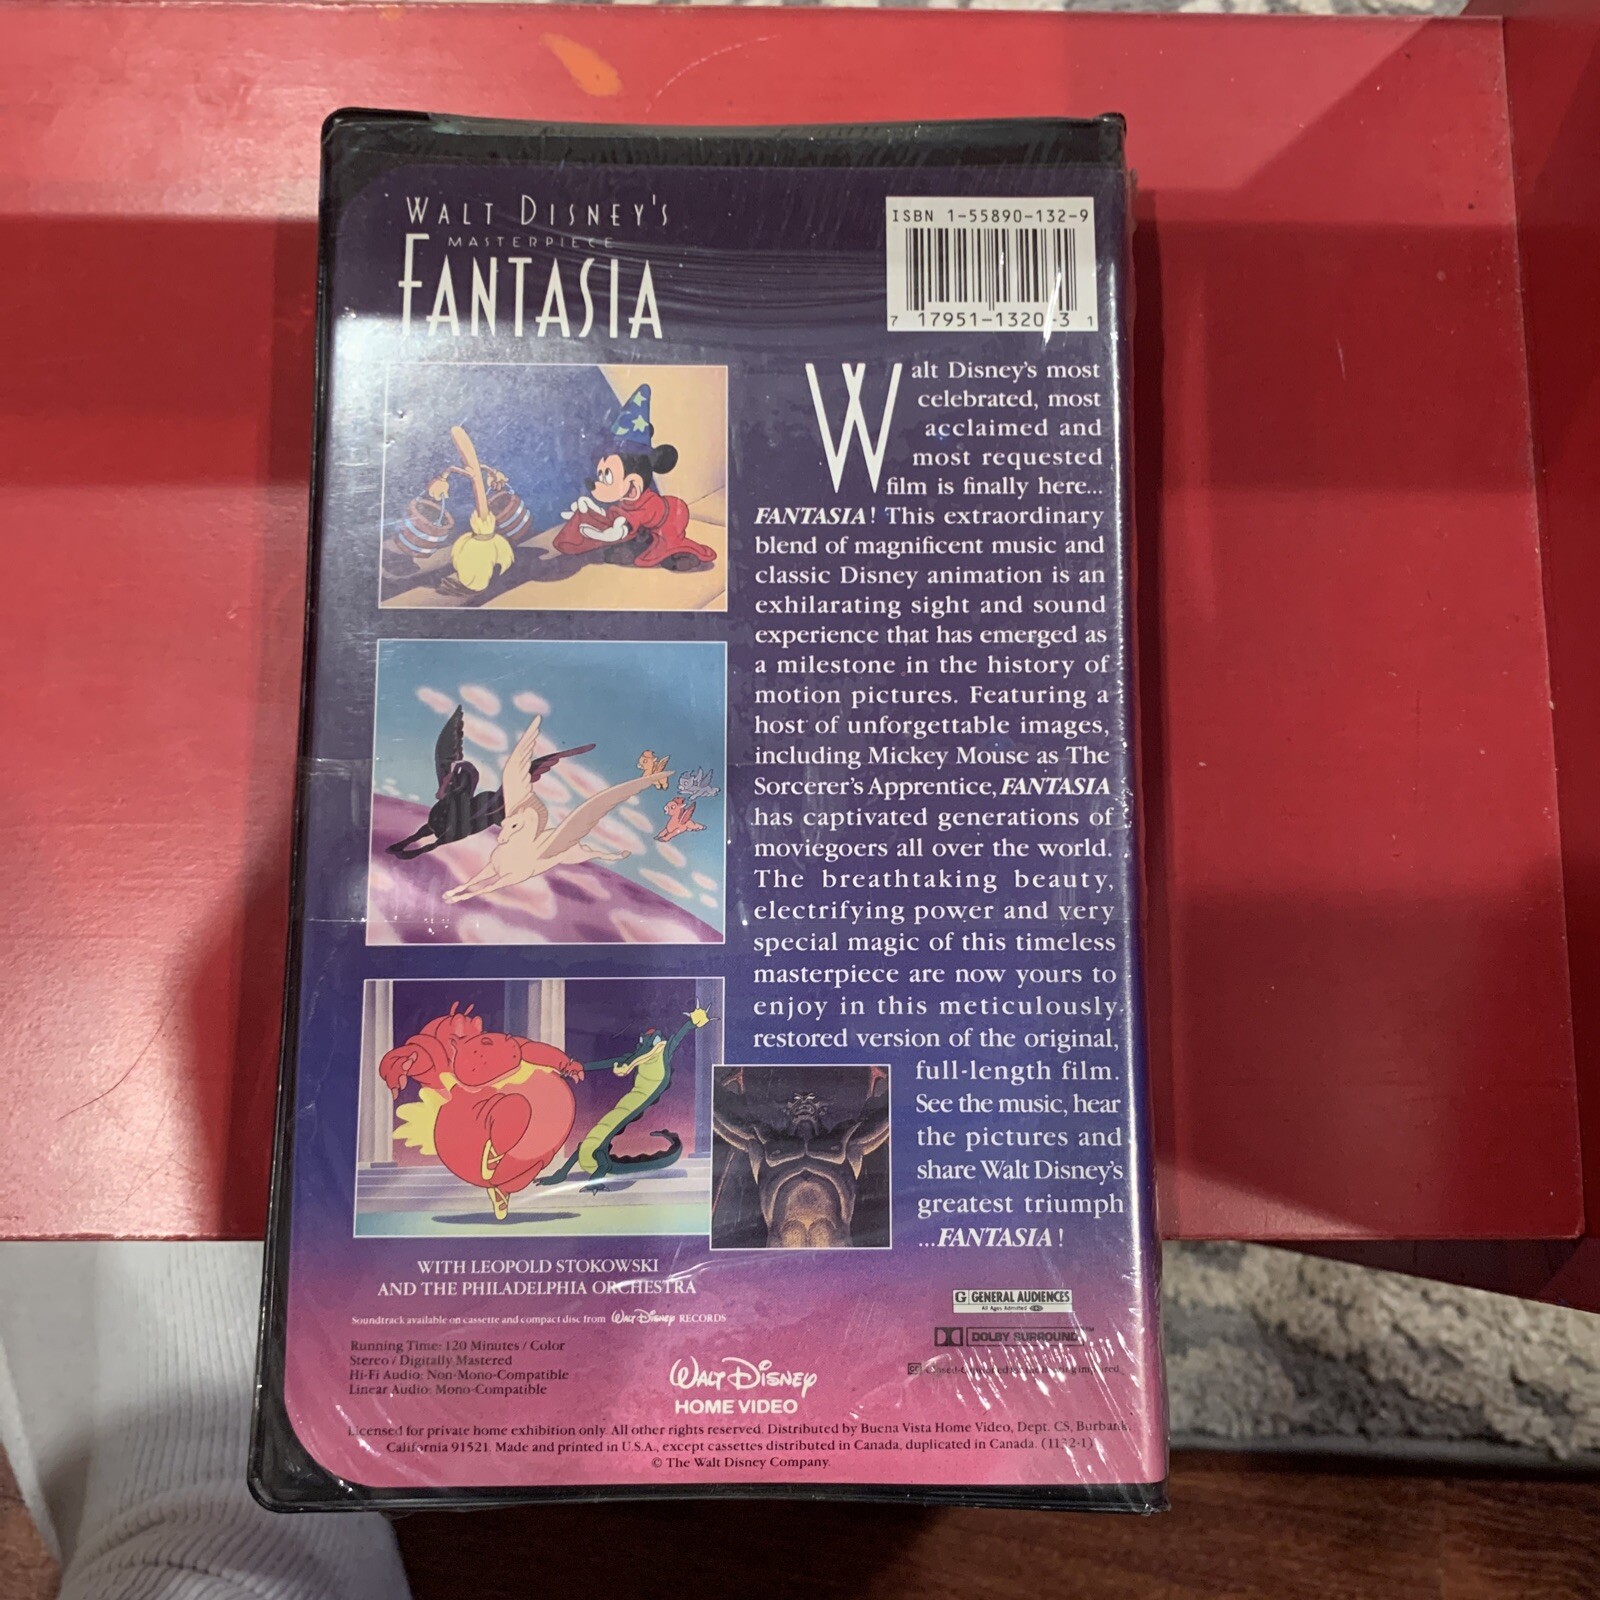 WALT DISNEY'S
MASTERPIECE
FANTASIA
ISBN 1-55890-132-9
7 17951-1320-3 1
Walt Disney's most
celebrated, most
acclaimed and
most requested
film is finally here...
FANTASIA! This extraordinary
blend of magnificent music and
classic Disney animation is an
exhilarating sight and sound
experience that has emerged as
a milestone in the history of
motion pictures. Featuring a
host of unforgettable images,
including Mickey Mouse as The
Sorcerer's Apprentice, FANTASIA
has captivated generations of
moviegoers all over the world.
The breathtaking beauty,
electrifying power and very
special magic of this timeless
masterpiece are now yours to
enjoy in this meticulously
restored version of the original,
full-length film.
See the music, hear
the pictures and
share Walt Disney's
greatest triumph
...FANTASIA!
WITH LEOPOLD STOKOWSKI
AND THE PHILADELPHIA ORCHESTRA
Soundtrack available on cassette and compact disc from Walt Disney RECORDS
Running Time: 120 Minutes / Color
Stereo / Digitally Mastered
Hi-Fi Audio: Non-Mono-Compatible
Linear Audio: Mono-Compatible
WALT DISNEY
HOME VIDEO
G GENERAL AUDIENCES
All Ages Admitted
DOLBY SURROUND
CC impaired.
Licensed for private home exhibition only. All other rights reserved. Distributed by Buena Vista Home Video, Dept. CS, Burbank,
California 91521. Made and printed in U.S.A., except cassettes distributed in Canada, duplicated in Canada. (1132-1)
© The Walt Disney Company.